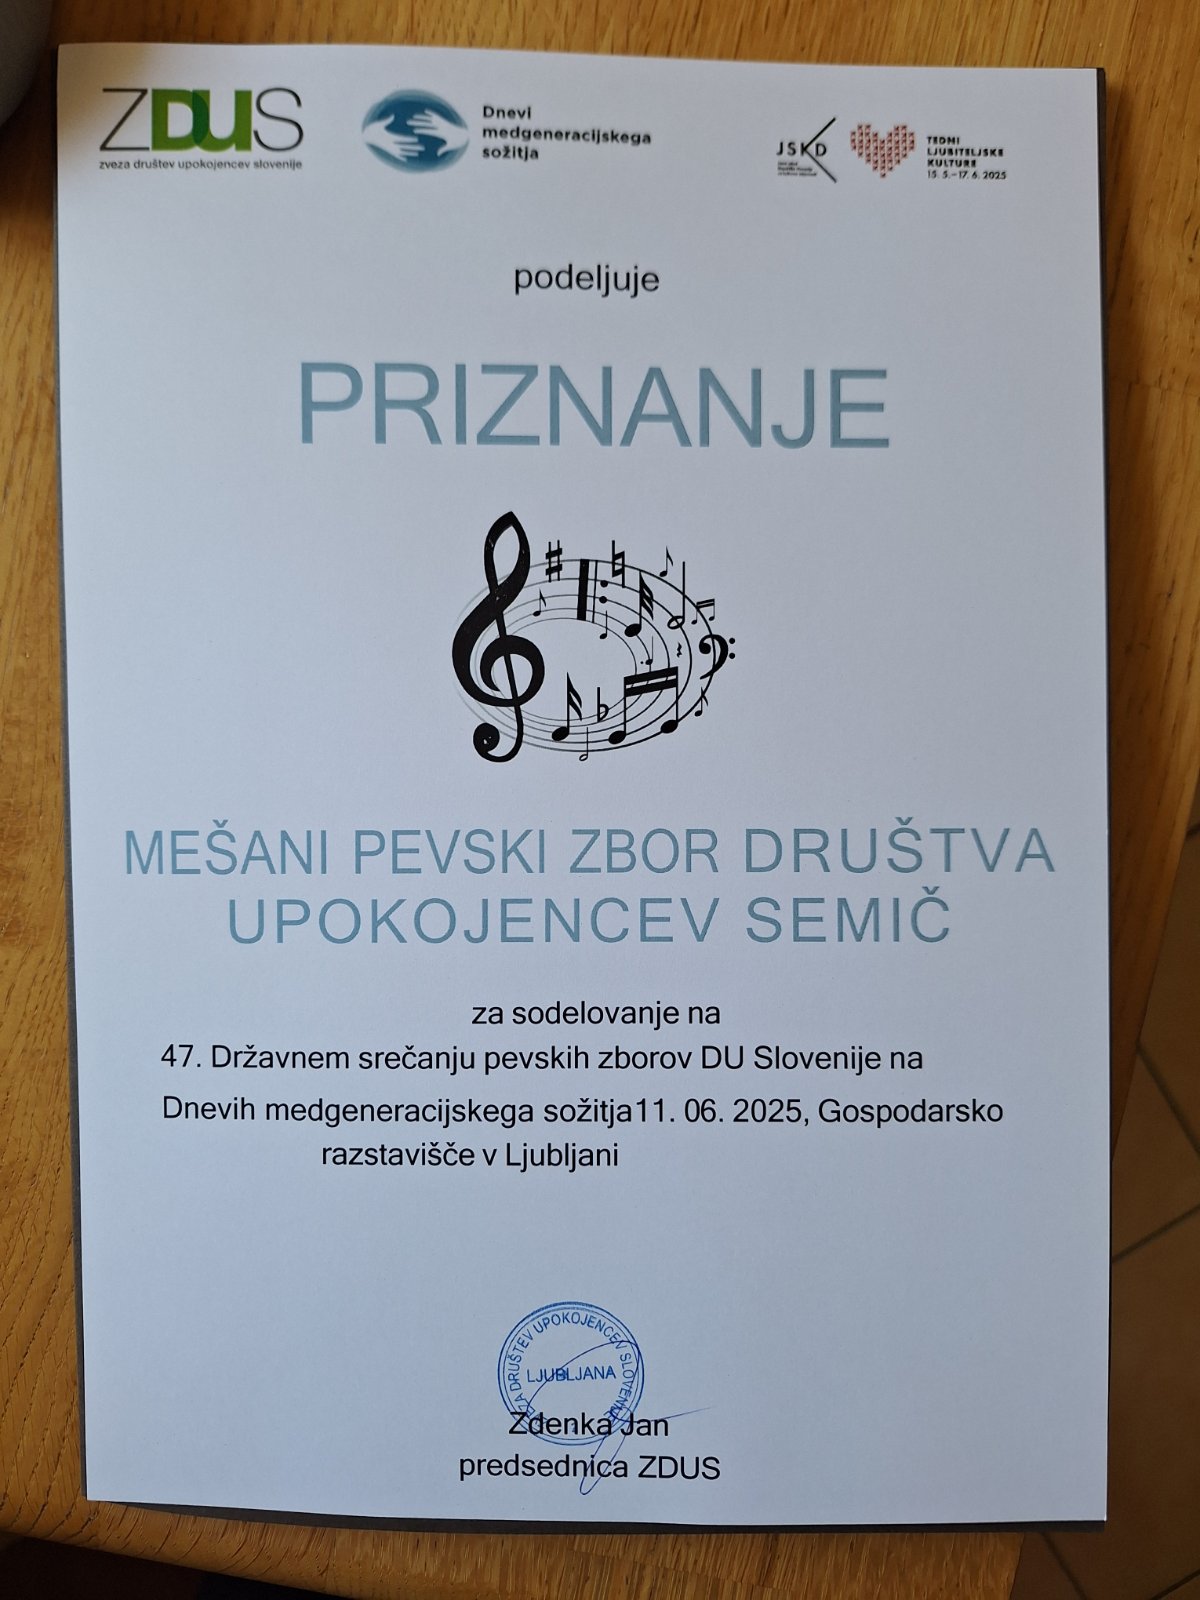 ZDUS
zveza društev upokojencev slovenije
Dnevi
medgeneracijskega
sožitja
JSKD
TEDNI
LJUBITELJSKE
KULTURE
15. 5.–17. 6. 2025
podeljuje
PRIZNANJE
MEŠANI PEVSKI ZBOR DRUŠTVA
UPOKOJENCEV SEMIČ
za sodelovanje na
47. Državnem srečanju pevskih zborov DU Slovenije na
Dnevih medgeneracijskega sožitja11. 06. 2025, Gospodarsko
razstavišče v Ljubljani
ZVEZA DRUŠTEV UPOKOJENCEV SLOVENIJE
LJUBLJANA
Zdenka Jan
predsednica ZDUS